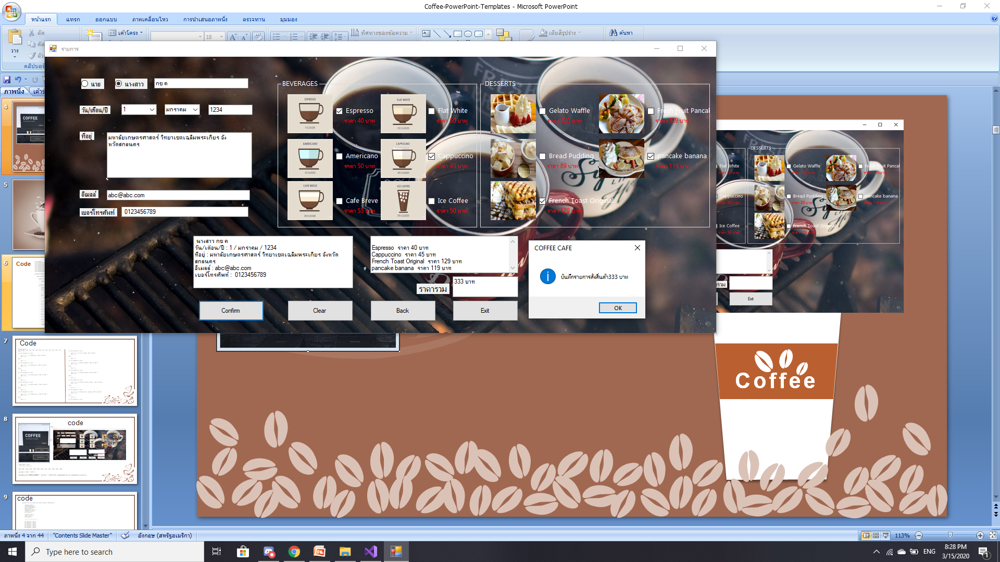 Coffee-PowerPoint-Templates - Microsoft PowerPoint
หน้าแรก แทรก ออกแบบ ภาพเคลื่อนไหว การนำเสนอภาพนิ่ง ตรวจทาน มุมมอง
วาง
ตัด
เค้าโครง
18
ทิศทางของข้อความ
เติมสีรูปร่าง
ค้นหา
คลิปบอร์
ภาพนิ่ง
รายการ
นาย นางสาว กข ค
วัน/เดือน/ปี 1 มกราคม 1234
ที่อยู่
มหาลัยเกษตรศาสตร์ วิทยาเขตเฉลิมพระเกียร จัง
หวัดสกลนคร
อีเมลล์ abc@abc.com
เบอร์โทรศัพท์ 0123456789
BEVERAGES
ESPRESSO
Espresso
ราคา 40 บาท
FLAT WHITE
Flat White
ราคา 50 บาท
AMERICANO
Americano
ราคา 50 บาท
CAPPUCINO
Cappuccino
ราคา 45 บาท
CAFE BREVE
Cafe Breve
ราคา 55 บาท
ICE COFFEE
Ice Coffee
ราคา 50 บาท
DESSERTS
Gelato Waffle
ราคา 120 บาท
Fresh Fruit Pancal
ราคา 139 บาท
Bread Pudding
ราคา 89 บาท
pancake banana
ราคา 119 บาท
French Toast Original
ราคา 129 บาท
นางสาว กข ค
วัน/เดือน/ปี : 1 / มกราคม / 1234
ที่อยู่ : มหาลัยเกษตรศาสตร์ วิทยาเขตเฉลิมพระเกียร จังหวัด
สกลนคร
อีเมลล์ : abc@abc.com
เบอร์โทรศัพท์ : 0123456789
Espresso ราคา 40 บาท
Cappuccino ราคา 45 บาท
French Toast Original ราคา 129 บาท
pancake banana ราคา 119 บาท
ราคารวม
333 บาท
Confirm Clear Back Exit
COFFEE CAFE
บันทึกรายการสั่งสินค้า333 บาท
OK
DESSERTS
Flat White
Gelato Waffle
Fresh Fruit Pancal
Cappuccino
Bread Pudding
pancake banana
Ice Coffee
French Toast Original
Exit
Coffee
4
COFFEE
5
6
Code
7
Code
Coffee
8
code
COFFEE
Coffee
9
code
ภาพนิ่ง 4 จาก 44 "Contents Slide Master" อังกฤษ (สหรัฐอเมริกา)
113%
Type here to search
ENG
8:28 PM
3/15/2020
1